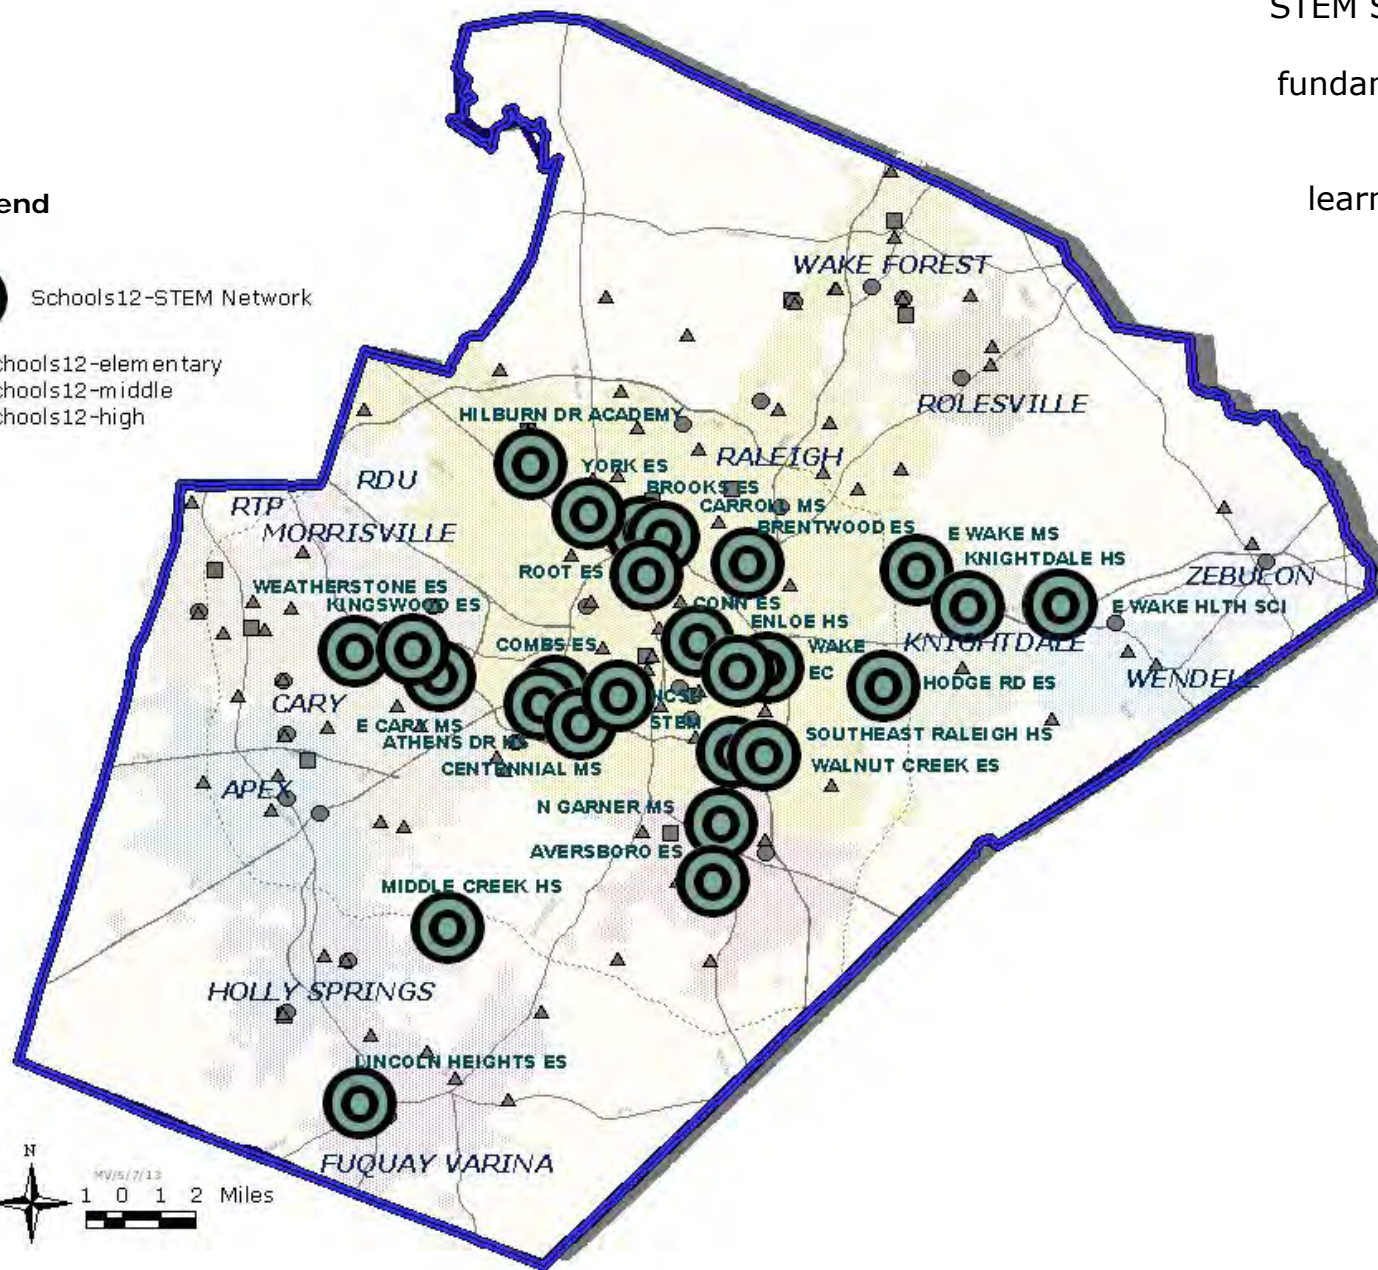 STEM S
fundar
learn
end
Schools12-STEM Network
chools12-elementary
chools12-middle
chools12-high
WAKE FOREST
ROLESVILLE
HILBURN DR ACADEMY
RALEIGH
YORK ES
RDU
BROOKS ES
RTP
CARROLL MS
MORRISVILLE
BRENTWOOD ES
E WAKE MS
KNIGHTDALE HS
ROOT ES
ZEBULON
WEATHERSTONE ES
KINGSWOOD ES
CONN ES
E WAKE HLTH SCI
ENLOE HS
COMBS ES
WAKE
EC
KNIGHTDALE
WENDELL
HODGE RD ES
CARY
NCSU
STEM
E CARY MS
ATHENS DR HS
SOUTHEAST RALEIGH HS
CENTENNIAL MS
WALNUT CREEK ES
APEX
N GARNER MS
AVERSBORO ES
MIDDLE CREEK HS
HOLLY SPRINGS
LINCOLN HEIGHTS ES
FUQUAY VARINA
N
MV/5/7/13
1 0 1 2 Miles